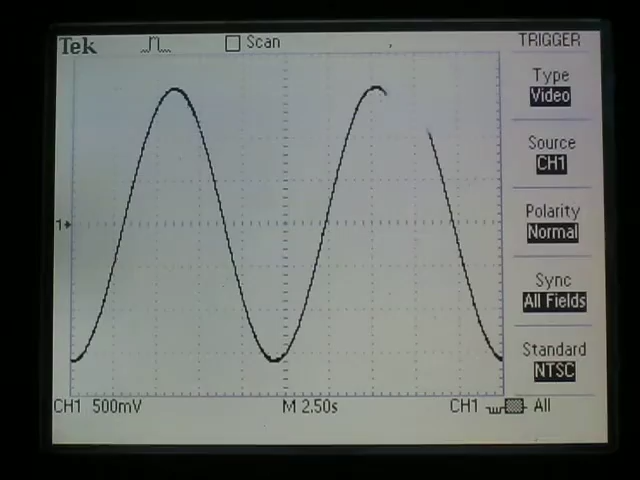 Tek
Scan
TRIGGER
Type
Video
Source
CH1
Polarity
Normal
Sync
All Fields
Standard
NTSC
1
CH1 500mV
M 2.50s
CH1 All